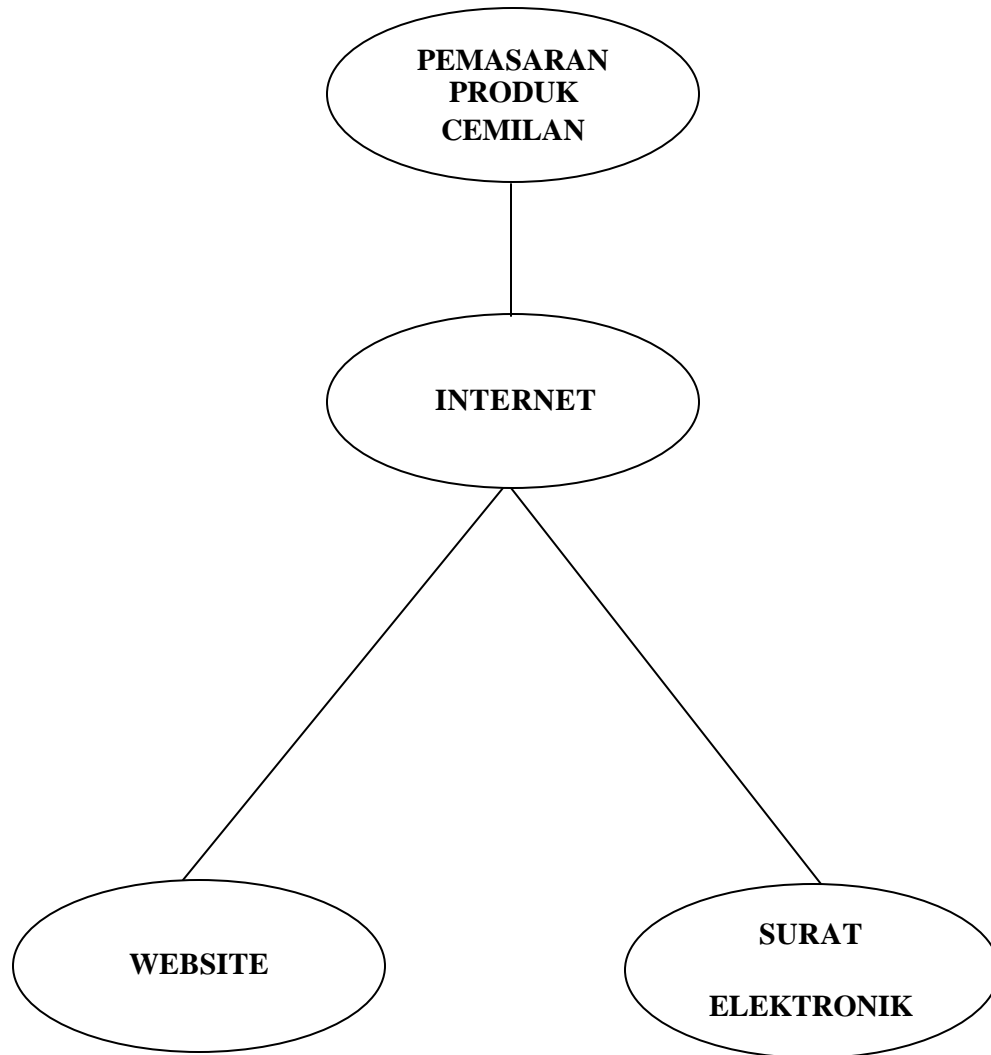 PEMASARAN
PRODUK
CEMILAN
INTERNET
WEBSITE
SURAT
ELEKTRONIK